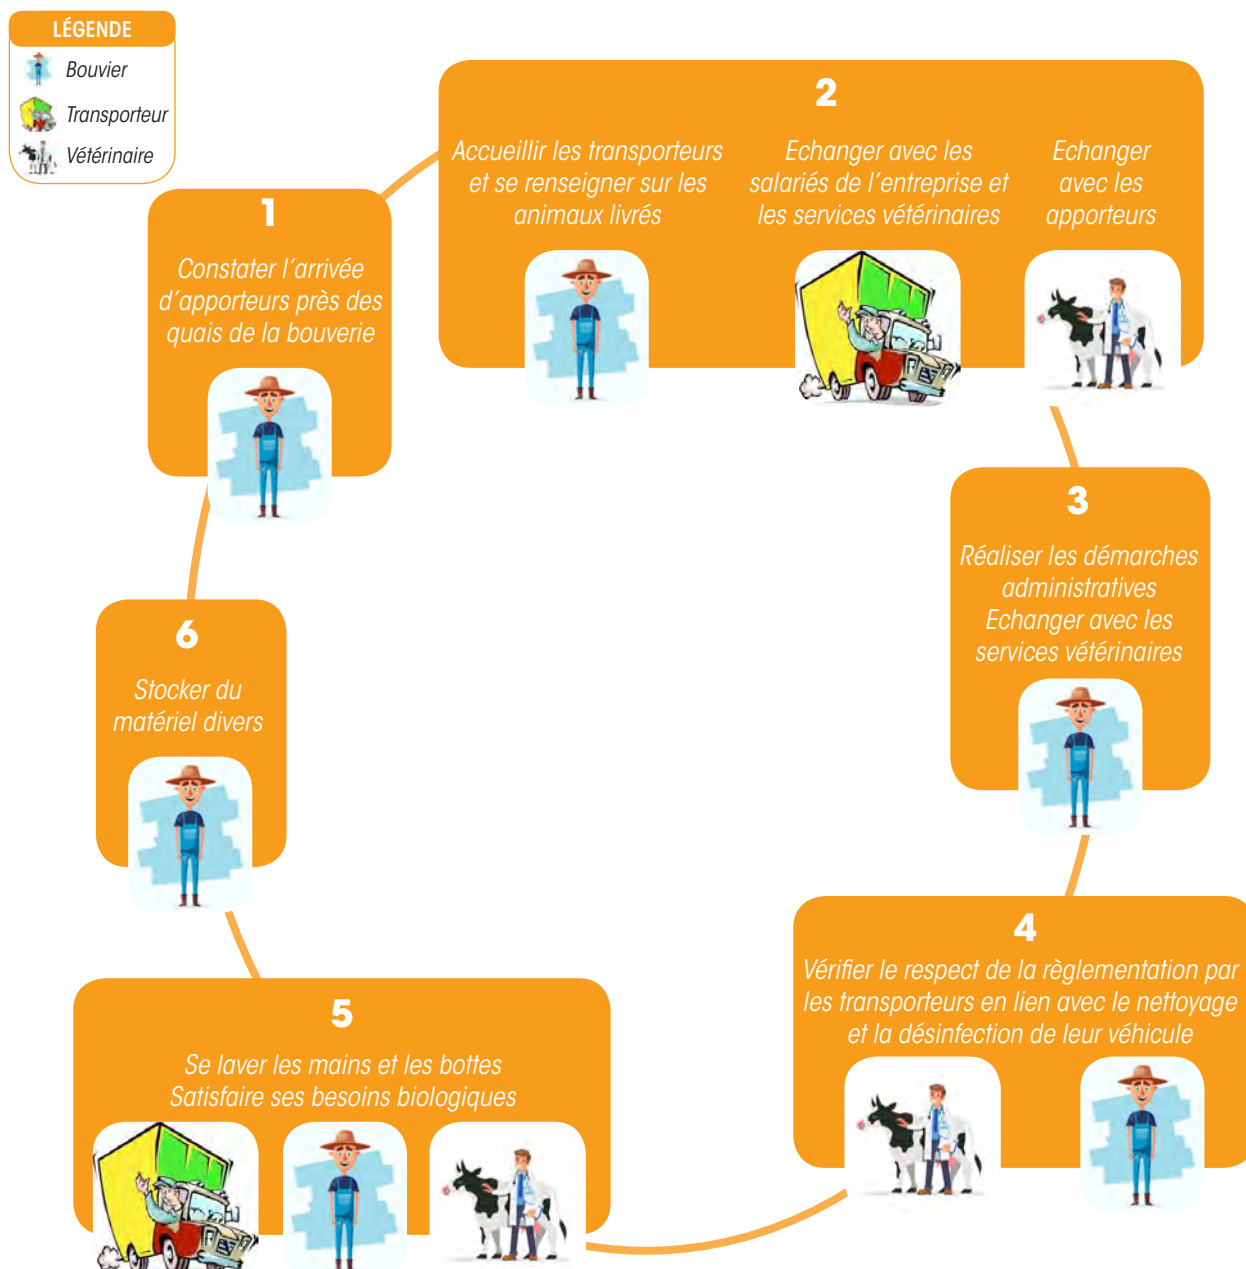 LÉGENDE
Bouvier
Transporteur
Vétérinaire
1
Constater l'arrivée
d'apporteurs près des
quais de la bouverie
2
Accueillir les transporteurs
et se renseigner sur les
animaux livrés
Echanger avec les
salariés de l'entreprise et
les services vétérinaires
Echanger
avec les
apporteurs
3
Réaliser les démarches
administratives
Echanger avec les
services vétérinaires
4
Vérifier le respect de la règlementation par
les transporteurs en lien avec le nettoyage
et la désinfection de leur véhicule
5
Se laver les mains et les bottes
Satisfaire ses besoins biologiques
6
Stocker du
matériel divers